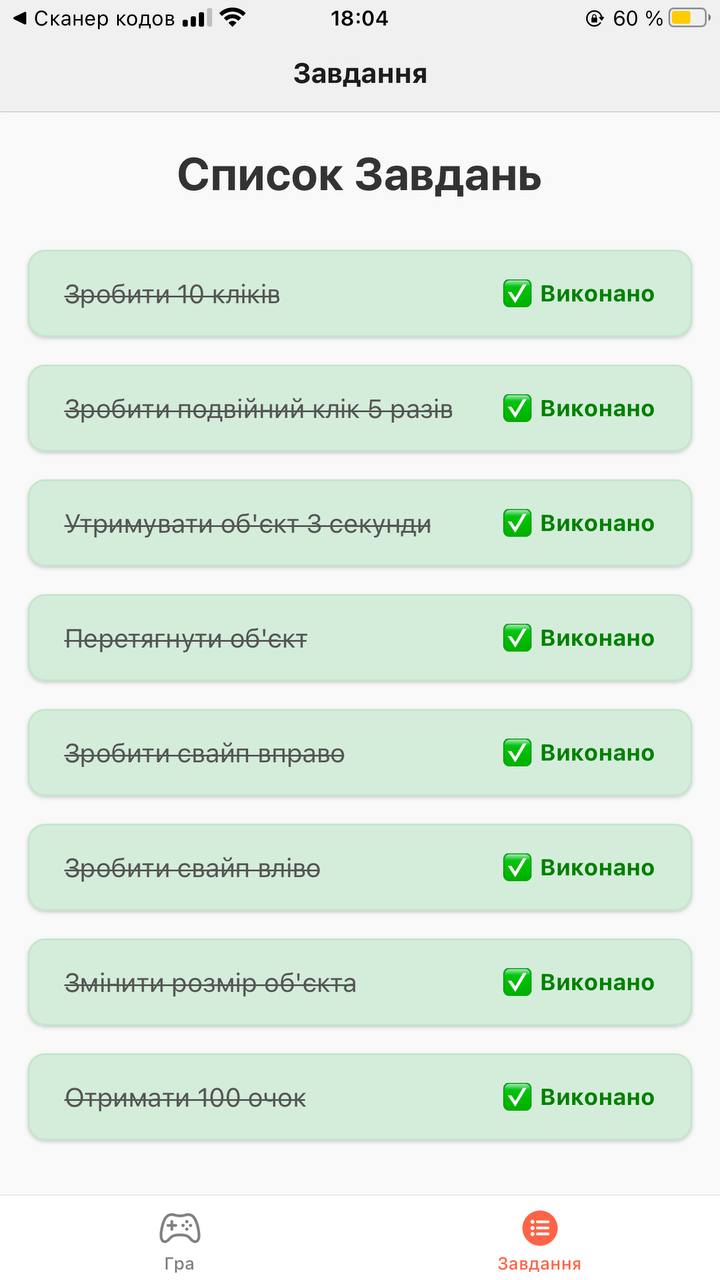 ◀ Сканер кодов 18:04 60 %
Завдання
Список Завдань
Зробити 10 кліків ✅ Виконано
Зробити подвійний клік 5 разів ✅ Виконано
Утримувати об'єкт 3 секунди ✅ Виконано
Перетягнути об'єкт ✅ Виконано
Зробити свайп вправо ✅ Виконано
Зробити свайп вліво ✅ Виконано
Змінити розмір об'єкта ✅ Виконано
Отримати 100 очок ✅ Виконано
Гра Завдання